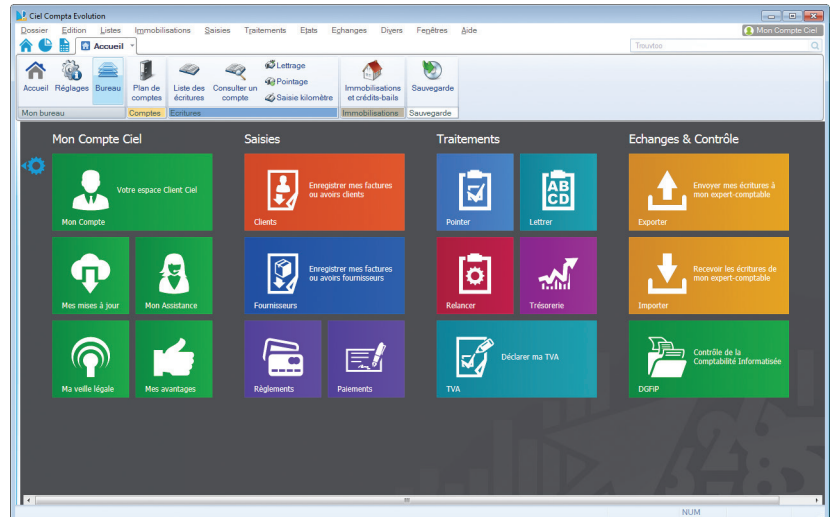 Ciel Compta Evolution
Dossier Edition Listes Immobilisations Saisies Traitements Etats Echanges Divers Fenêtres Aide
Mon Compte Ciel
Accueil
Trouvtoo
Accueil Réglages Bureau Plan de comptes Liste des écritures Consulter un compte
Lettrage
Pointage
Saisie kilomètre
Immobilisations et crédits-bails
Sauvegarde
Mon bureau Comptes Ecritures Immobilisations Sauvegarde
Mon Compte Ciel
Votre espace Client Ciel
Mon Compte
Mes mises à jour
Mon Assistance
Ma veille légale
Mes avantages
Saisies
Enregistrer mes factures
ou avoirs clients
Clients
Enregistrer mes factures
ou avoirs fournisseurs
Fournisseurs
Règlements
Paiements
Traitements
Pointer
AB
CD
Lettrer
Relancer
Trésorerie
Déclarer ma TVA
TVA
Echanges & Contrôle
Envoyer mes écritures à
mon expert-comptable
Exporter
Recevoir les écritures de
mon expert-comptable
Importer
Contrôle de la
Comptabilité Informatisée
DGFiP
NUM